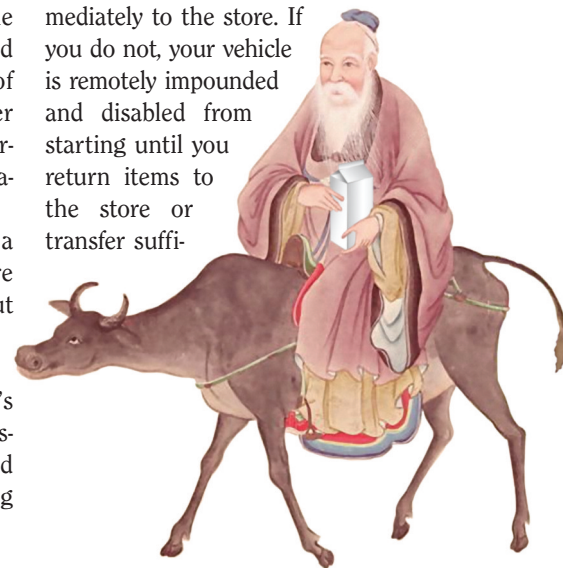 of
a
mediately to the store. If
you do not, your vehicle
is remotely impounded
and disabled from
starting until you
return items to
the store or
transfer suffi-